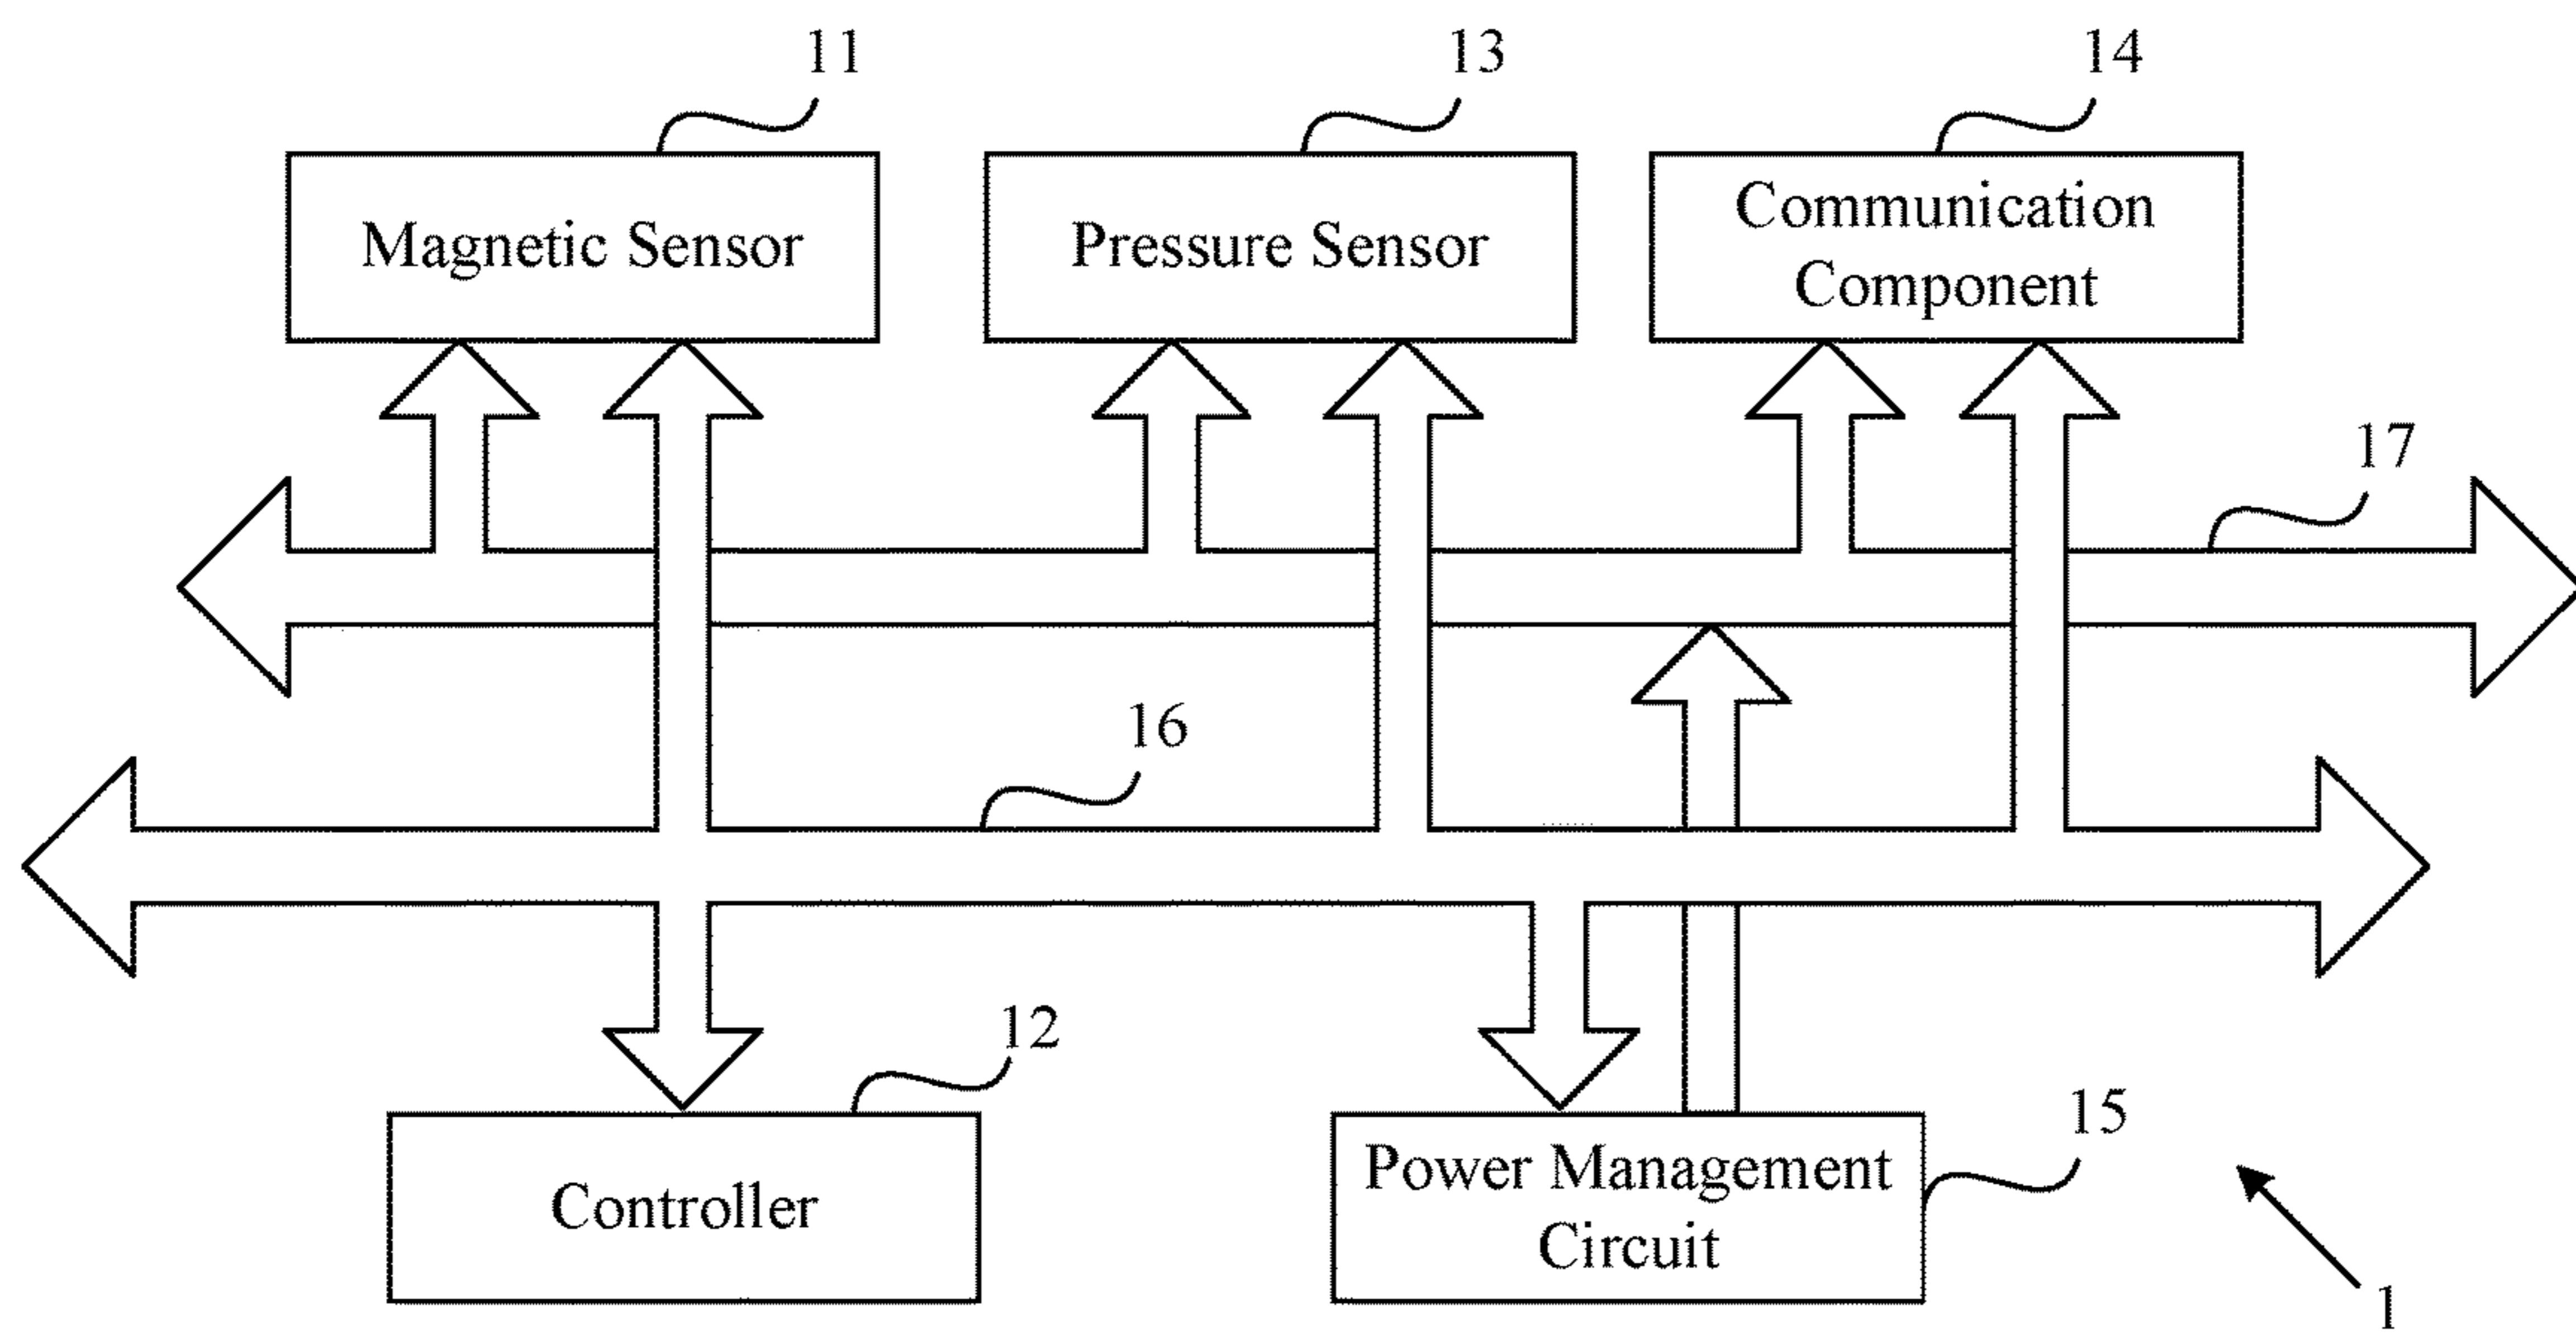 11
13
14
Magnetic Sensor
Pressure Sensor
Communication
Component
17
16
12
15
Controller
Power Management
Circuit
1